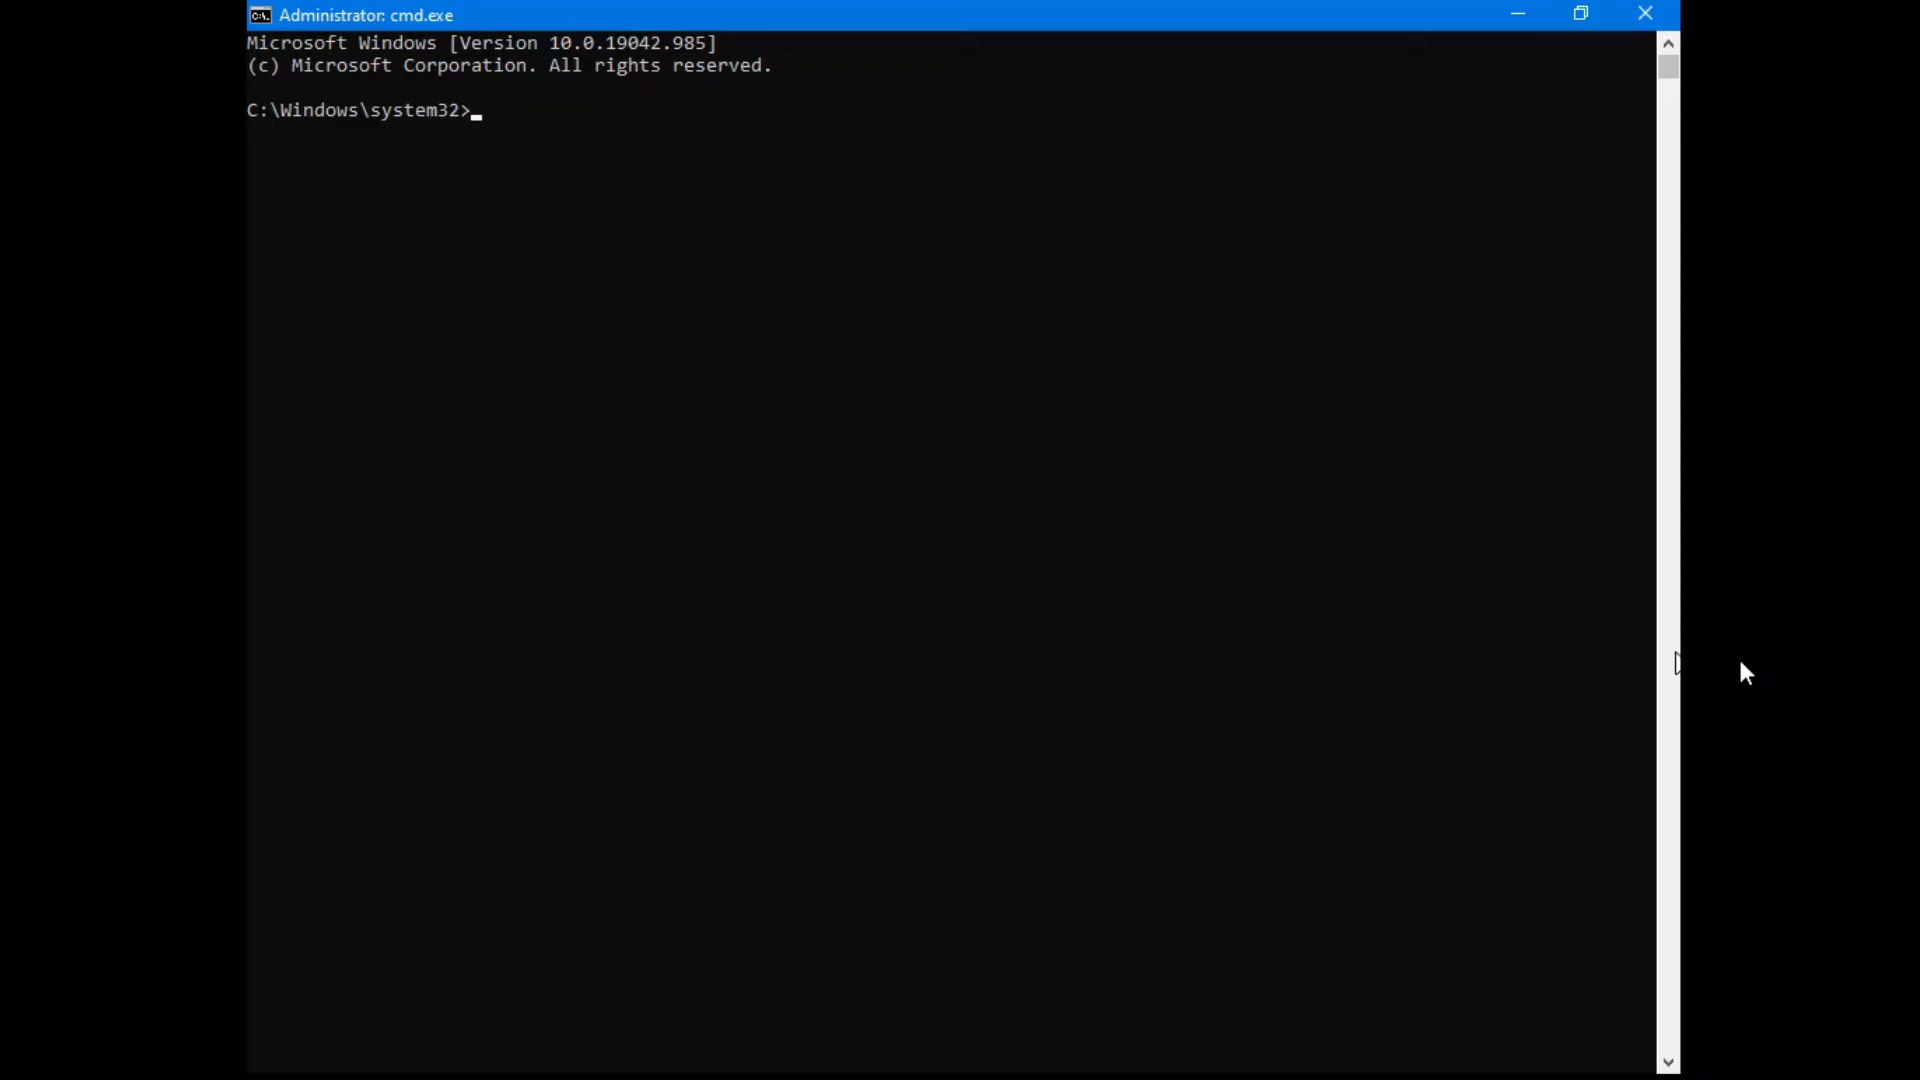 Administrator: cmd.exe
Microsoft Windows [Version 10.0.19042.985]
(c) Microsoft Corporation. All rights reserved.
C:\Windows\system32>